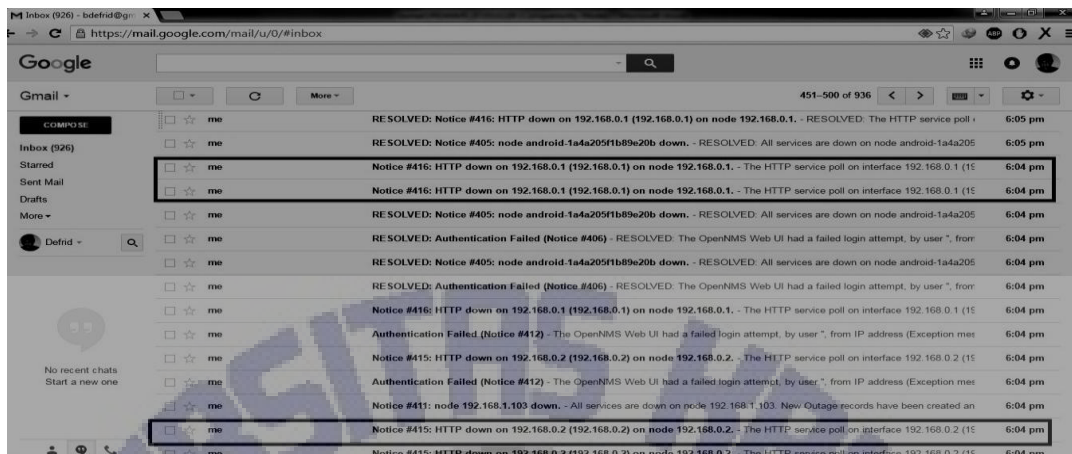 Inbox (926) - bdefrid@gm
https://mail.google.com/mail/u/0/#inbox
ABP
Google
Gmail
More
451–500 of 936
COMPOSE
Inbox (926)
Starred
Sent Mail
Drafts
More
Defrid
No recent chats
Start a new one
me RESOLVED: Notice #416: HTTP down on 192.168.0.1 (192.168.0.1) on node 192.168.0.1. - RESOLVED: The HTTP service poll 6:05 pm
me RESOLVED: Notice #405: node android-1a4a205f1b89e20b down. - RESOLVED: All services are down on node android-1a4a205 6:05 pm
me Notice #416: HTTP down on 192.168.0.1 (192.168.0.1) on node 192.168.0.1. - The HTTP service poll on interface 192.168.0.1 (19 6:04 pm
me Notice #416: HTTP down on 192.168.0.1 (192.168.0.1) on node 192.168.0.1. - The HTTP service poll on interface 192.168.0.1 (19 6:04 pm
me RESOLVED: Notice #405: node android-1a4a205f1b89e20b down. - RESOLVED: All services are down on node android-1a4a205 6:04 pm
me RESOLVED: Authentication Failed (Notice #406) - RESOLVED: The OpenNMS Web UI had a failed login attempt, by user ", from 6:04 pm
me RESOLVED: Notice #405: node android-1a4a205f1b89e20b down. - RESOLVED: All services are down on node android-1a4a205 6:04 pm
me RESOLVED: Authentication Failed (Notice #406) - RESOLVED: The OpenNMS Web UI had a failed login attempt, by user ", from 6:04 pm
me Notice #416: HTTP down on 192.168.0.1 (192.168.0.1) on node 192.168.0.1. - The HTTP service poll on interface 192.168.0.1 (19 6:04 pm
me Authentication Failed (Notice #412) - The OpenNMS Web UI had a failed login attempt, by user ", from IP address (Exception mes 6:04 pm
me Notice #415: HTTP down on 192.168.0.2 (192.168.0.2) on node 192.168.0.2. - The HTTP service poll on interface 192.168.0.2 (19 6:04 pm
me Authentication Failed (Notice #412) - The OpenNMS Web UI had a failed login attempt, by user ", from IP address (Exception mes 6:04 pm
me Notice #411: node 192.168.1.103 down. - All services are down on node 192.168.1.103. New Outage records have been created an 6:04 pm
me Notice #415: HTTP down on 192.168.0.2 (192.168.0.2) on node 192.168.0.2. - The HTTP service poll on interface 192.168.0.2 (19 6:04 pm